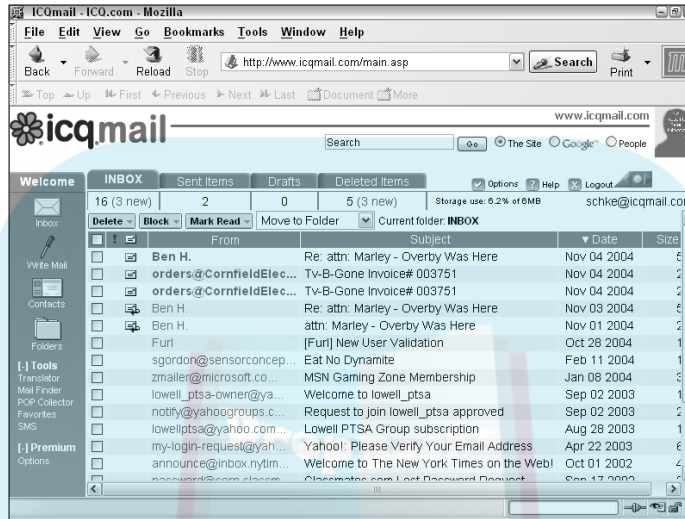 ICQmail - ICQ.com - Mozilla
File Edit View Go Bookmarks Tools Window Help
Back Forward Reload Stop http://www.icqmail.com/main.asp Search Print
Top Up First Previous Next Last Document More
icqmail www.icqmail.com
Search Go The Site Google People
Welcome INBOX Sent Items Drafts Deleted Items Options Help Logout
16 (3 new) 2 0 5 (3 new) Storage use: 6.2% of 6MB schke@icqmail.co
Delete Block Mark Read Move to Folder Current folder: INBOX
! From Subject Date Size
Ben H. Re: attn: Marley - Overby Was Here Nov 04 2004
orders@CornfieldElec... Tv-B-Gone Invoice# 003751 Nov 04 2004
orders@CornfieldElec... Tv-B-Gone Invoice# 003751 Nov 04 2004
Ben H. Re: attn: Marley - Overby Was Here Nov 03 2004
Ben H. attn: Marley - Overby Was Here Nov 01 2004
Furl [Furl] New User Validation Oct 28 2004
sgordon@sensorconcep... Eat No Dynamite Feb 11 2004
zmailer@microsoft.co... MSN Gaming Zone Membership Jan 08 2004
lowell_ptsa-owner@ya... Welcome to lowell_ptsa Sep 02 2003
notify@yahoogroups.c... Request to join lowell_ptsa approved Sep 02 2003
lowellptsa@yahoo.com... Lowell PTSA Group subscription Aug 28 2003
my-login-request@yah... Yahoo!: Please Verify Your Email Address Apr 22 2003
announce@inbox.nytim... Welcome to The New York Times on the Web! Oct 01 2002
password@corp.classm... Classmates.com Lost Password Request Sep 17 2002
Inbox
Write Mail
Contacts
Folders
[-] Tools
Translator
Mail Finder
POP Collector
Favorites
SMS
[-] Premium
Options